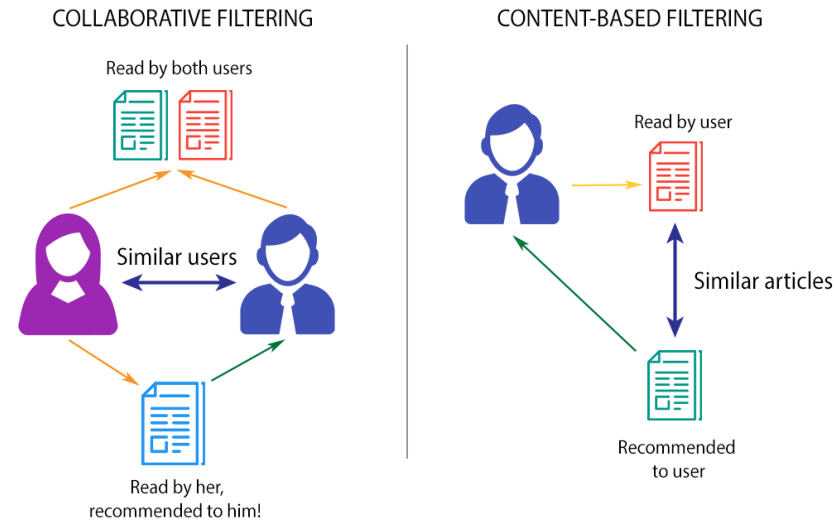 COLLABORATIVE FILTERING
Read by both users
Similar users
Read by her,
recommended to him!
CONTENT-BASED FILTERING
Read by user
Similar articles
Recommended
to user